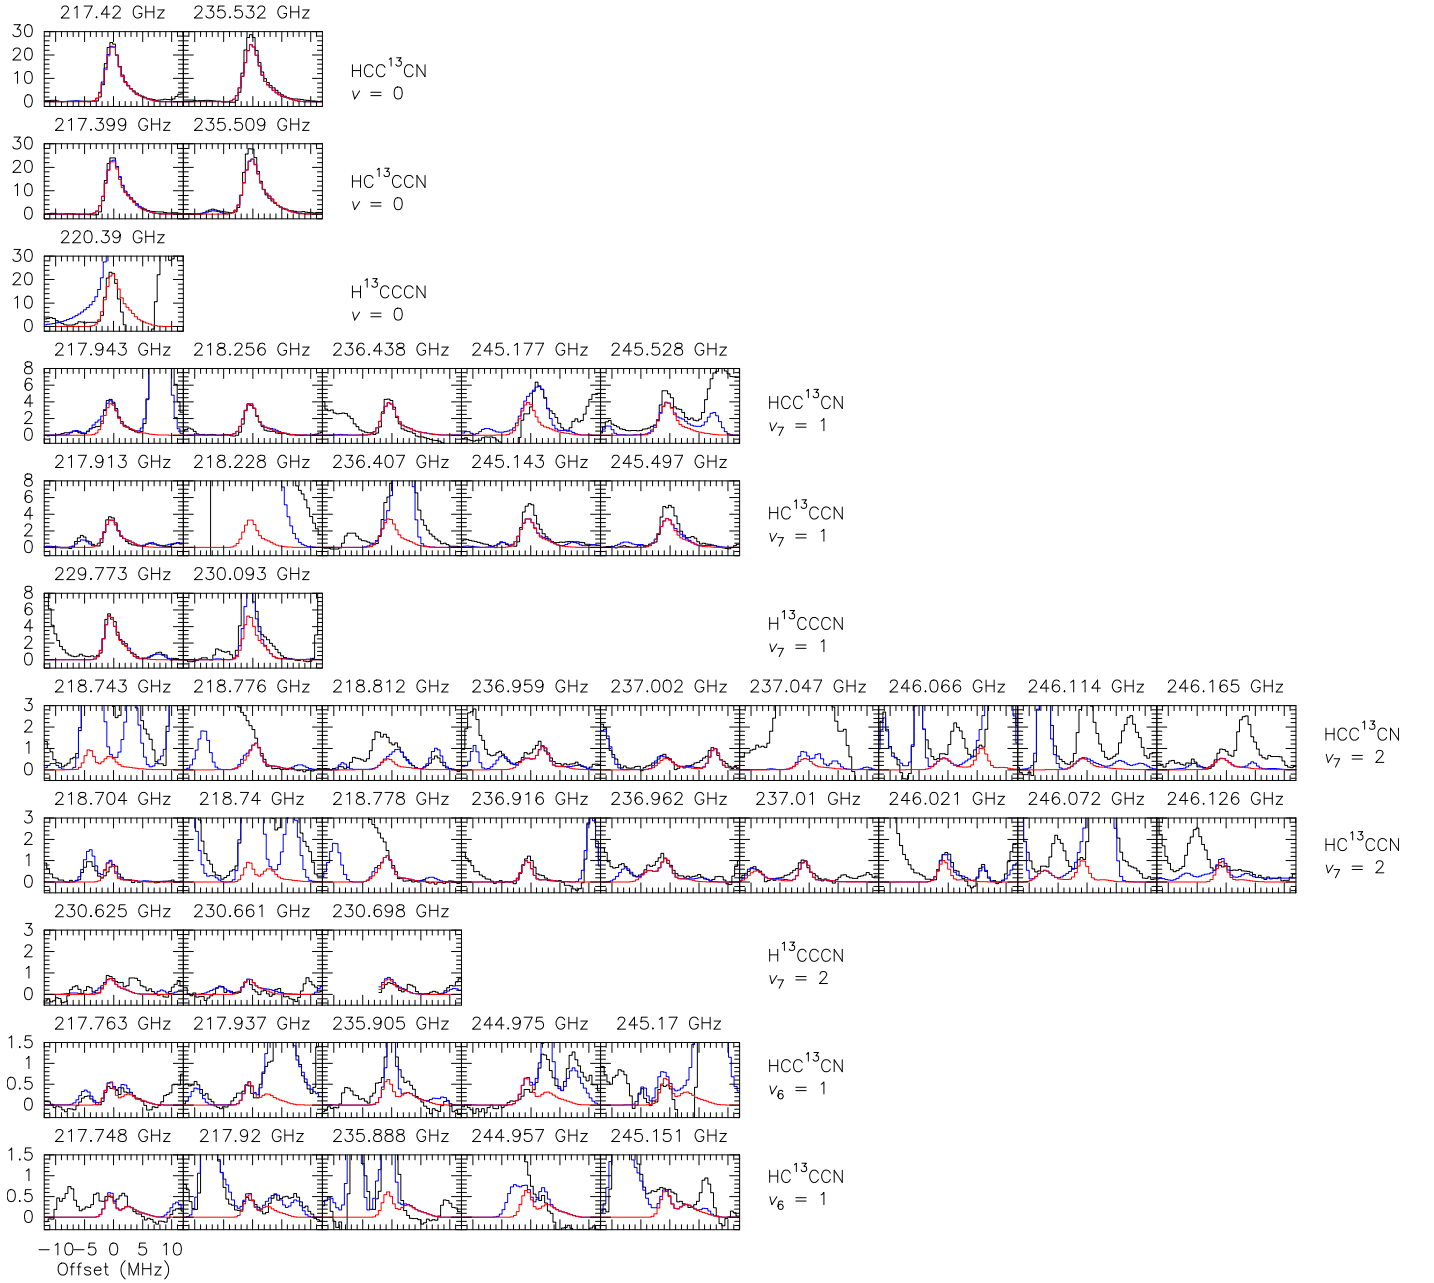 217.42 GHz 235.532 GHz
30
20
10
0
HCC¹³CN
v = 0
217.399 GHz 235.509 GHz
30
20
10
0
HC¹³CCN
v = 0
220.39 GHz
30
20
10
0
H¹³CCCN
v = 0
217.943 GHz 218.256 GHz 236.438 GHz 245.177 GHz 245.528 GHz
8
6
4
2
0
HCC¹³CN
v₇ = 1
217.913 GHz 218.228 GHz 236.407 GHz 245.143 GHz 245.497 GHz
8
6
4
2
0
HC¹³CCN
v₇ = 1
229.773 GHz 230.093 GHz
8
6
4
2
0
H¹³CCCN
v₇ = 1
218.743 GHz 218.776 GHz 218.812 GHz 236.959 GHz 237.002 GHz 237.047 GHz 246.066 GHz 246.114 GHz 246.165 GHz
3
2
1
0
HCC¹³CN
v₇ = 2
218.704 GHz 218.74 GHz 218.778 GHz 236.916 GHz 236.962 GHz 237.01 GHz 246.021 GHz 246.072 GHz 246.126 GHz
3
2
1
0
HC¹³CCN
v₇ = 2
230.625 GHz 230.661 GHz 230.698 GHz
3
2
1
0
H¹³CCCN
v₇ = 2
217.763 GHz 217.937 GHz 235.905 GHz 244.975 GHz 245.17 GHz
1.5
1
0.5
0
HCC¹³CN
v₆ = 1
217.748 GHz 217.92 GHz 235.888 GHz 244.957 GHz 245.151 GHz
1.5
1
0.5
0
HC¹³CCN
v₆ = 1
−10 −5 0 5 10
Offset (MHz)